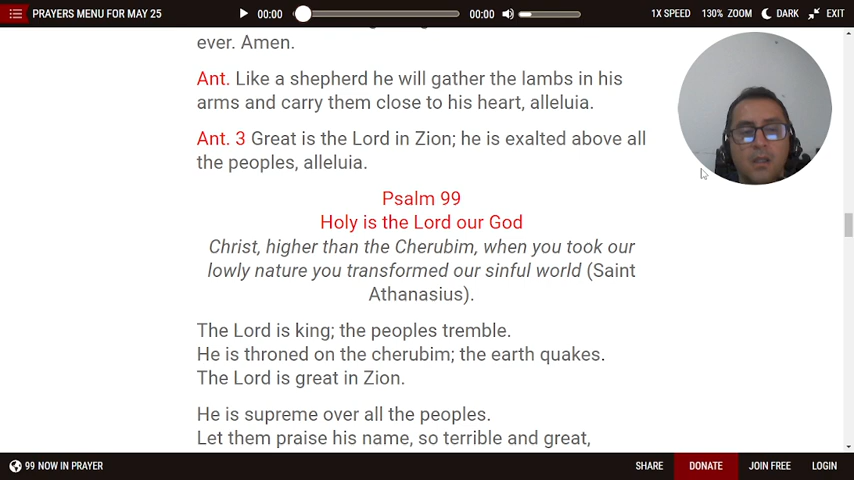 PRAYERS MENU FOR MAY 25
00:00
00:00
1X SPEED
130% ZOOM
DARK
EXIT
ever. Amen.
Ant. Like a shepherd he will gather the lambs in his
arms and carry them close to his heart, alleluia.
Ant. 3 Great is the Lord in Zion; he is exalted above all
the peoples, alleluia.
Psalm 99
Holy is the Lord our God
Christ, higher than the Cherubim, when you took our
lowly nature you transformed our sinful world (Saint
Athanasius).
The Lord is king; the peoples tremble.
He is throned on the cherubim; the earth quakes.
The Lord is great in Zion.
He is supreme over all the peoples.
Let them praise his name, so terrible and great,
99 NOW IN PRAYER
SHARE
DONATE
JOIN FREE
LOGIN